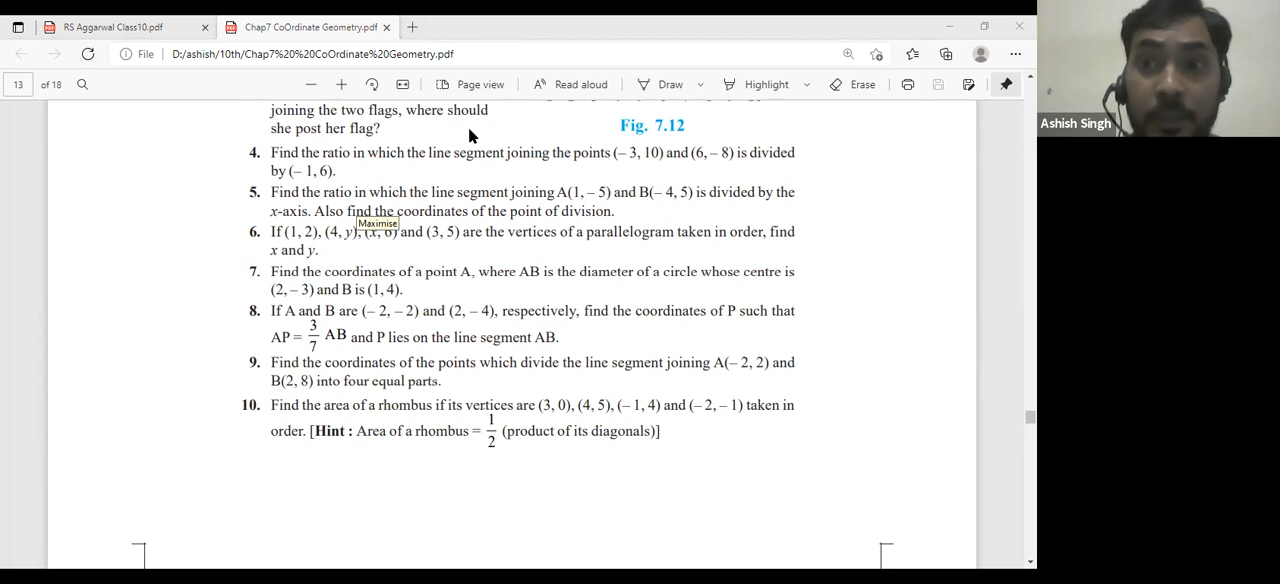 RS Aggarwal Class10.pdf
Chap7 CoOrdinate Geometry.pdf
File D:/ashish/10th/Chap7%20%20CoOrdinate%20Geometry.pdf
13 of 18 Page view Read aloud Draw Highlight Erase
joining the two flags, where should
she post her flag?
Fig. 7.12
4. Find the ratio in which the line segment joining the points (– 3, 10) and (6, – 8) is divided
by (– 1, 6).
5. Find the ratio in which the line segment joining A(1, – 5) and B(– 4, 5) is divided by the
x-axis. Also find the coordinates of the point of division.
Maximise
6. If (1, 2), (4, y), (x, 6) and (3, 5) are the vertices of a parallelogram taken in order, find
x and y.
7. Find the coordinates of a point A, where AB is the diameter of a circle whose centre is
(2, – 3) and B is (1, 4).
8. If A and B are (– 2, – 2) and (2, – 4), respectively, find the coordinates of P such that
AP = 3/7 AB and P lies on the line segment AB.
9. Find the coordinates of the points which divide the line segment joining A(– 2, 2) and
B(2, 8) into four equal parts.
10. Find the area of a rhombus if its vertices are (3, 0), (4, 5), (– 1, 4) and (– 2, – 1) taken in
order. [Hint : Area of a rhombus = 1/2 (product of its diagonals)]
Ashish Singh